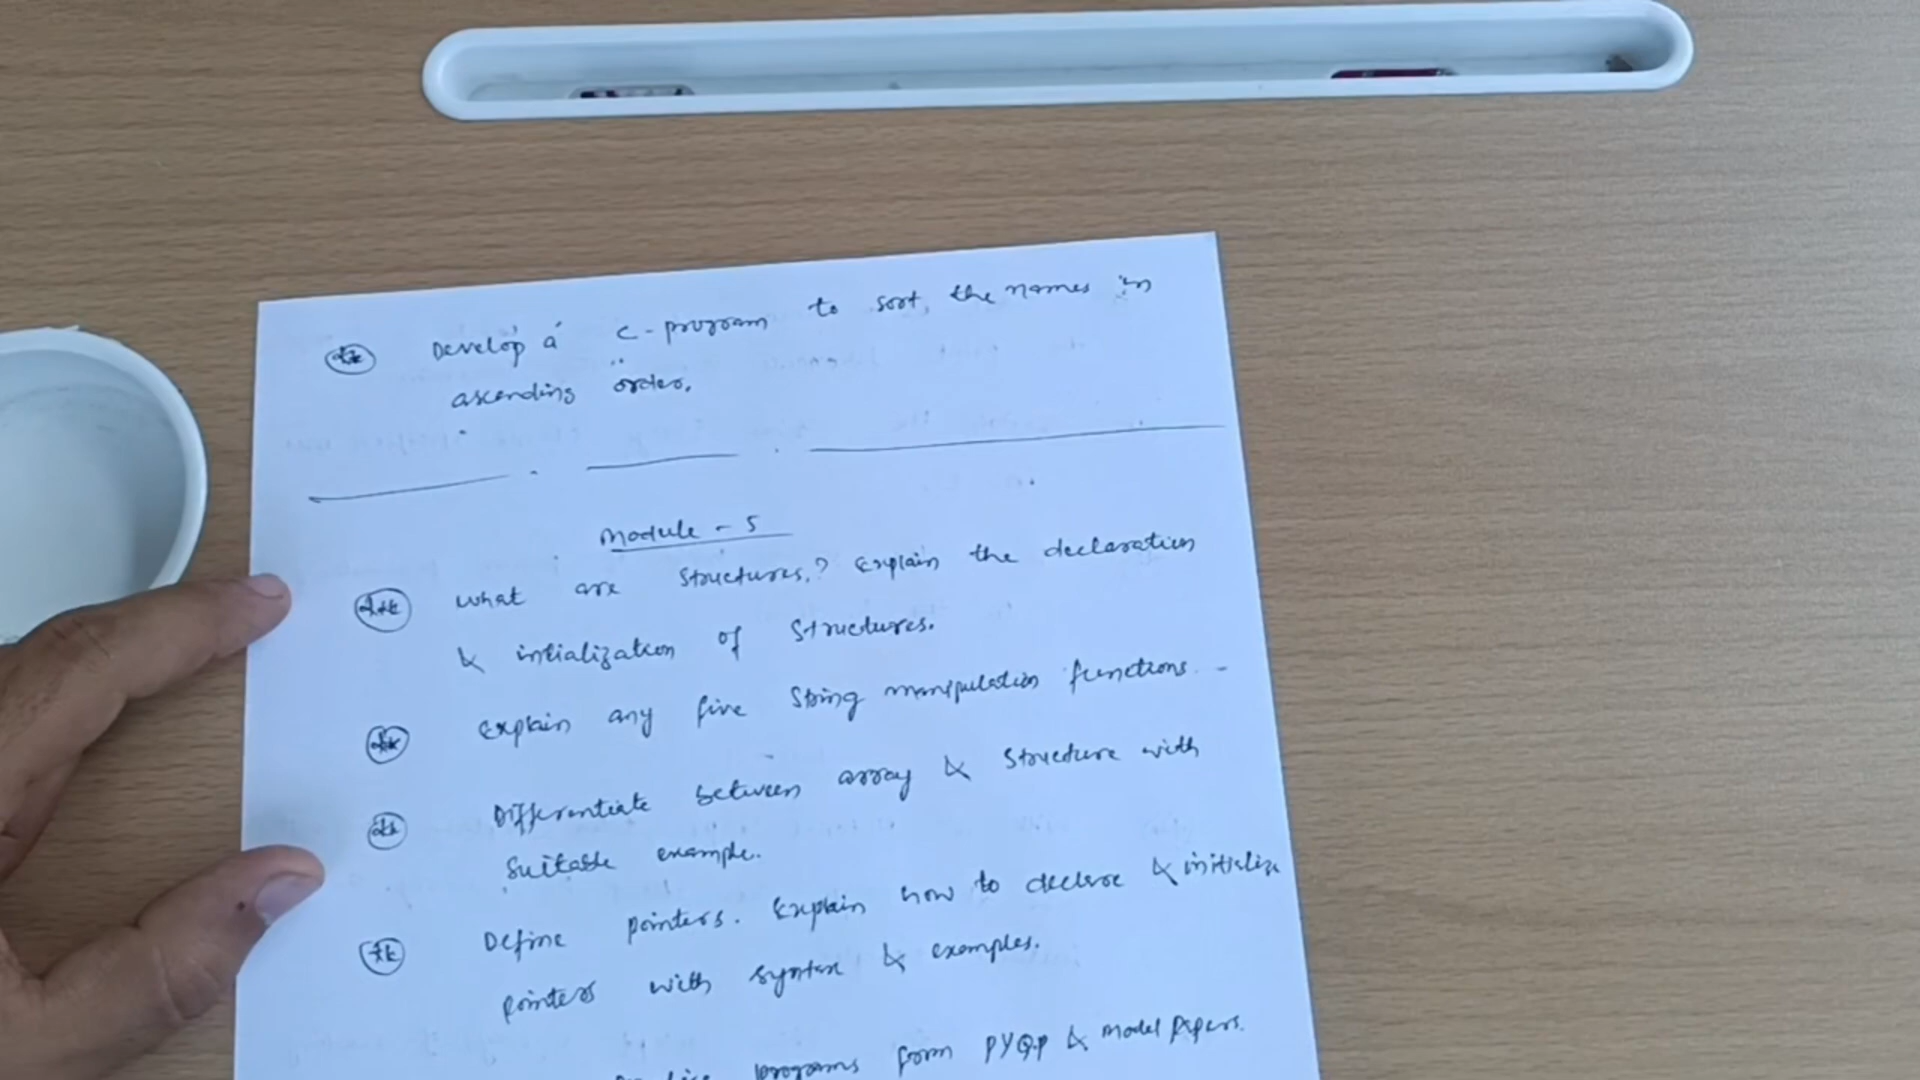 ** Develop a c-program to sort the names in
ascending order.
Module - 5
*** What are structures.? Explain the declaration
& intialization of structures.
** Explain any five String manipulation functions.
** Differentiate between array & structure with
suitable example.
** Define pointers. Explain how to declare & initialize
pointers with syntax & examples.
programs form PYQP & Model Papers.